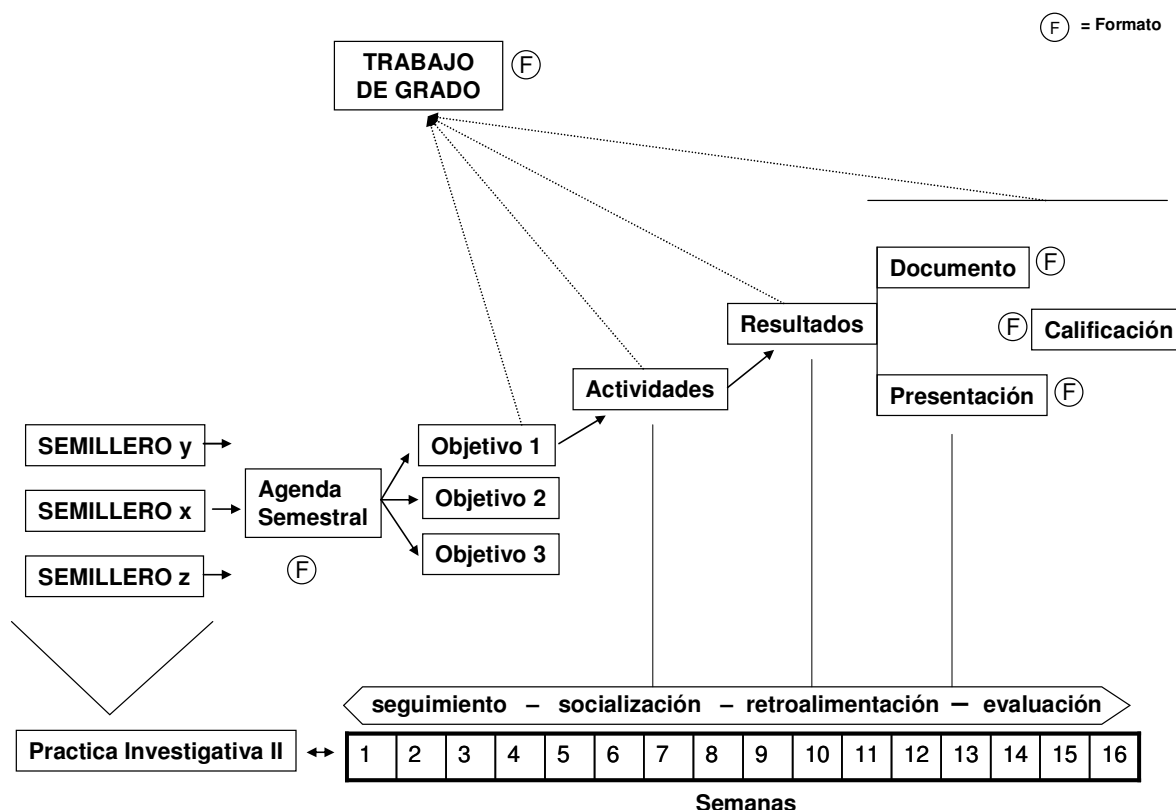 F = Formato
TRABAJO
DE GRADO
F
Documento F
Resultados
F Calificación
Actividades
Presentación F
SEMILLERO y
Objetivo 1
Agenda
Semestral
SEMILLERO x
Objetivo 2
Objetivo 3
SEMILLERO z
F
seguimiento – socialización – retroalimentación – evaluación
Practica Investigativa II
1 2 3 4 5 6 7 8 9 10 11 12 13 14 15 16
Semanas